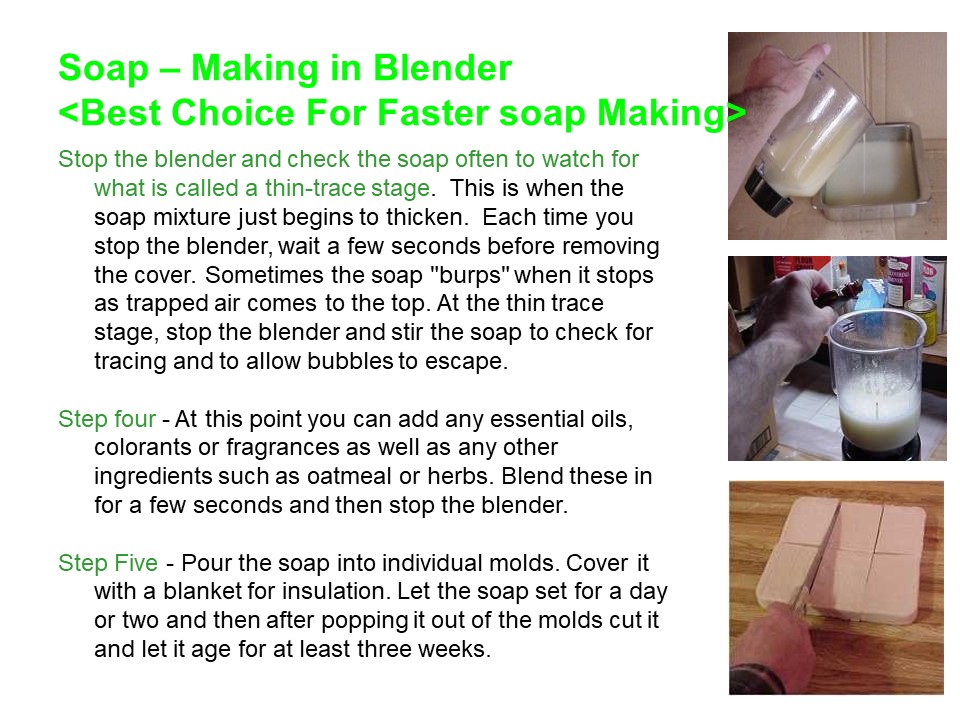 Soap – Making in Blender
<Best Choice For Faster soap Making>
Stop the blender and check the soap often to watch for
what is called a thin-trace stage.  This is when the
soap mixture just begins to thicken.  Each time you
stop the blender, wait a few seconds before removing
the cover. Sometimes the soap "burps" when it stops
as trapped air comes to the top. At the thin trace
stage, stop the blender and stir the soap to check for
tracing and to allow bubbles to escape.
Step four - At this point you can add any essential oils,
colorants or fragrances as well as any other
ingredients such as oatmeal or herbs. Blend these in
for a few seconds and then stop the blender.
Step Five - Pour the soap into individual molds. Cover it
with a blanket for insulation. Let the soap set for a day
or two and then after popping it out of the molds cut it
and let it age for at least three weeks.